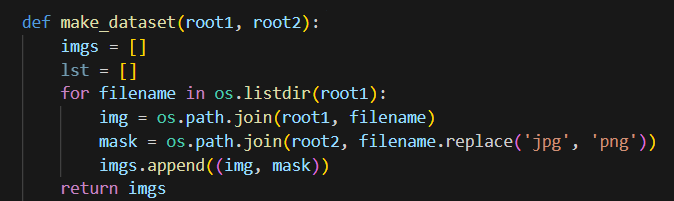 def make_dataset(root1, root2):
    imgs = []
    lst = []
    for filename in os.listdir(root1):
        img = os.path.join(root1, filename)
        mask = os.path.join(root2, filename.replace('jpg', 'png'))
        imgs.append((img, mask))
    return imgs